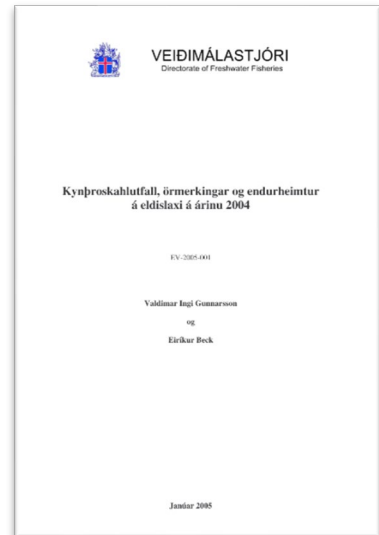 VEIÐIMÁLASTJÓRI
Directorate of Freshwater Fisheries
Kynþroskahlutfall, örmerkingar og endurheimtur
á eldislaxi á árinu 2004
EV-2005-001
Valdimar Ingi Gunnarsson
og
Eiríkur Beck
Janúar 2005